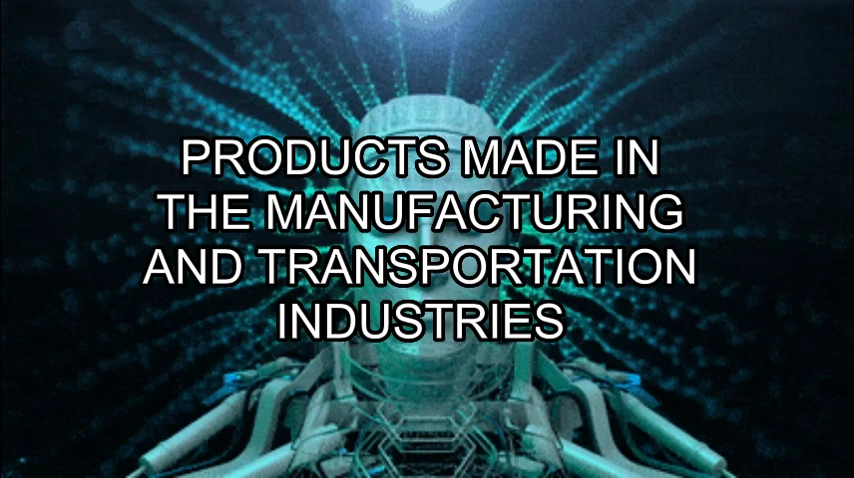 PRODUCTS MADE IN
THE MANUFACTURING
AND TRANSPORTATION
INDUSTRIES